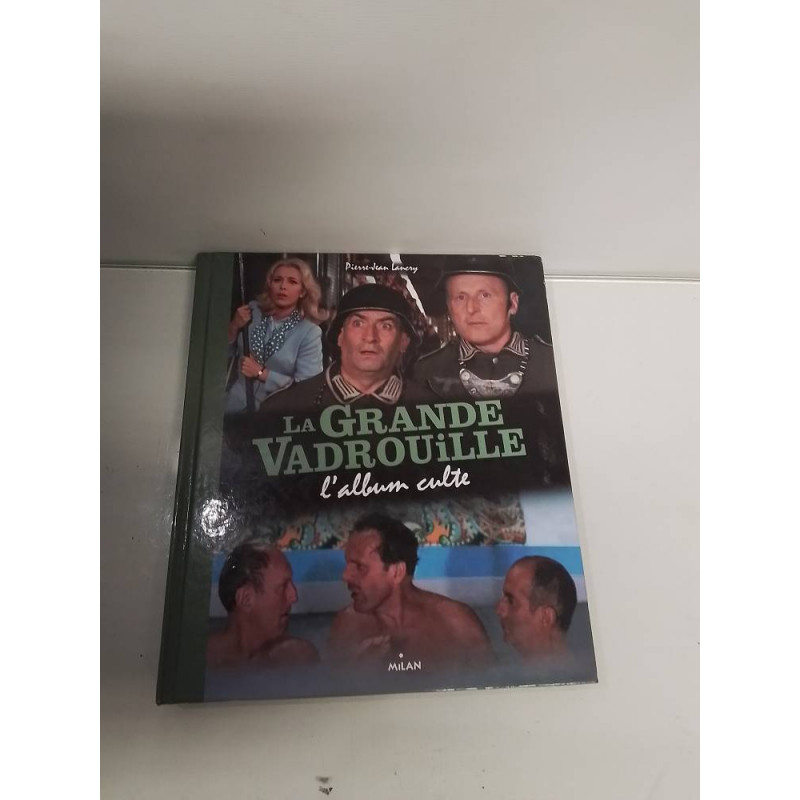 Pierre-Jean Lancry
LA GRANDE
VADROUiLLE
l'album culte
MiLAN